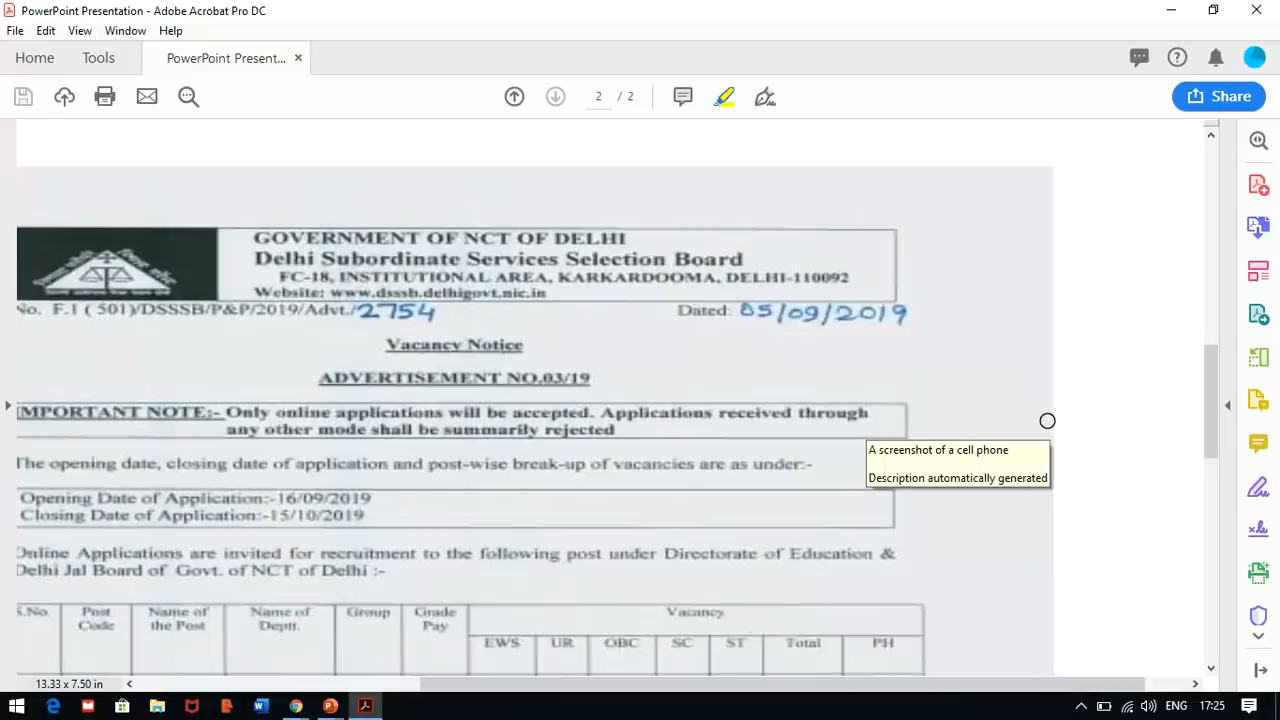 PowerPoint Presentation - Adobe Acrobat Pro DC
File Edit View Window Help
Home Tools PowerPoint Present... ×
2 / 2
Share
GOVERNMENT OF NCT OF DELHI
Delhi Subordinate Services Selection Board
FC-18, INSTITUTIONAL AREA, KARKARDOOMA, DELHI-110092
Website: www.dsssb.delhigovt.nic.in
No. F.1 ( 501)/DSSSB/P&P/2019/Advt./2754 Dated: 05/09/2019
Vacancy Notice
ADVERTISEMENT NO.03/19
IMPORTANT NOTE:- Only online applications will be accepted. Applications received through
any other mode shall be summarily rejected
The opening date, closing date of application and post-wise break-up of vacancies are as under:-
A screenshot of a cell phone
Description automatically generated
Opening Date of Application:-16/09/2019
Closing Date of Application:-15/10/2019
Online Applications are invited for recruitment to the following post under Directorate of Education &
Delhi Jal Board of Govt. of NCT of Delhi :-
S.No. Post Code Name of the Post Name of Deptt. Group Grade Pay Vacancy
EWS UR OBC SC ST Total PH
13.33 x 7.50 in
ENG 17:25